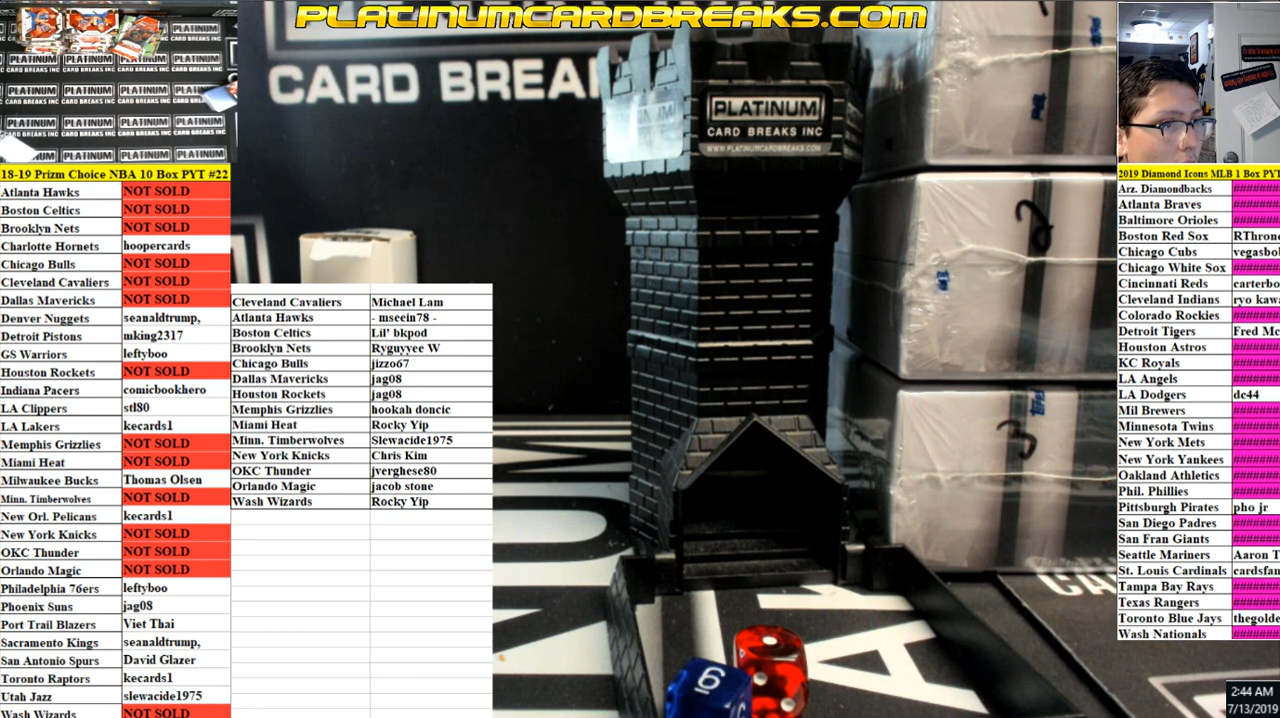 PLATINUMCARDBREAKS.COM
CARD BREA
PLATINUM
CARD BREAKS INC
WWW.PLATINUMCARDBREAKS.COM
18-19 Prizm Choice NBA 10 Box PYT #22
Atlanta Hawks NOT SOLD
Boston Celtics NOT SOLD
Brooklyn Nets NOT SOLD
Charlotte Hornets hoopercards
Chicago Bulls NOT SOLD
Cleveland Cavaliers NOT SOLD
Dallas Mavericks NOT SOLD
Denver Nuggets seanaldtrump,
Detroit Pistons mking2317
GS Warriors leftyboo
Houston Rockets NOT SOLD
Indiana Pacers comicbookhero
LA Clippers stl80
LA Lakers kecards1
Memphis Grizzlies NOT SOLD
Miami Heat NOT SOLD
Milwaukee Bucks Thomas Olsen
Minn. Timberwolves NOT SOLD
New Orl. Pelicans kecards1
New York Knicks NOT SOLD
OKC Thunder NOT SOLD
Orlando Magic NOT SOLD
Philadelphia 76ers leftyboo
Phoenix Suns jag08
Port Trail Blazers Viet Thai
Sacramento Kings seanaldtrump,
San Antonio Spurs David Glazer
Toronto Raptors kecards1
Utah Jazz slewacide1975
Wash Wizards NOT SOLD
Cleveland Cavaliers Michael Lam
Atlanta Hawks - msecin78 -
Boston Celtics Lil' bkpod
Brooklyn Nets Ryguyyee W
Chicago Bulls jizzo67
Dallas Mavericks jag08
Houston Rockets jag08
Memphis Grizzlies hookah doncic
Miami Heat Rocky Yip
Minn. Timberwolves Slewacide1975
New York Knicks Chris Kim
OKC Thunder jverghese80
Orlando Magic jacob stone
Wash Wizards Rocky Yip
2
3
6
2019 Diamond Icons MLB 1 Box PYT
Arz. Diamondbacks ########
Atlanta Braves ########
Baltimore Orioles ########
Boston Red Sox RThron
Chicago Cubs vegasbo
Chicago White Sox ########
Cincinnati Reds carterbo
Cleveland Indians ryo kawa
Colorado Rockies ########
Detroit Tigers Fred Mc
Houston Astros ########
KC Royals ########
LA Angels ########
LA Dodgers dc44
Mil Brewers ########
Minnesota Twins ########
New York Mets ########
New York Yankees ########
Oakland Athletics ########
Phil. Phillies ########
Pittsburgh Pirates pho jr
San Diego Padres ########
San Fran Giants ########
Seattle Mariners Aaron T
St. Louis Cardinals cardsfan
Tampa Bay Rays ########
Texas Rangers ########
Toronto Blue Jays thegolde
Wash Nationals ########
2:44 AM
7/13/2019